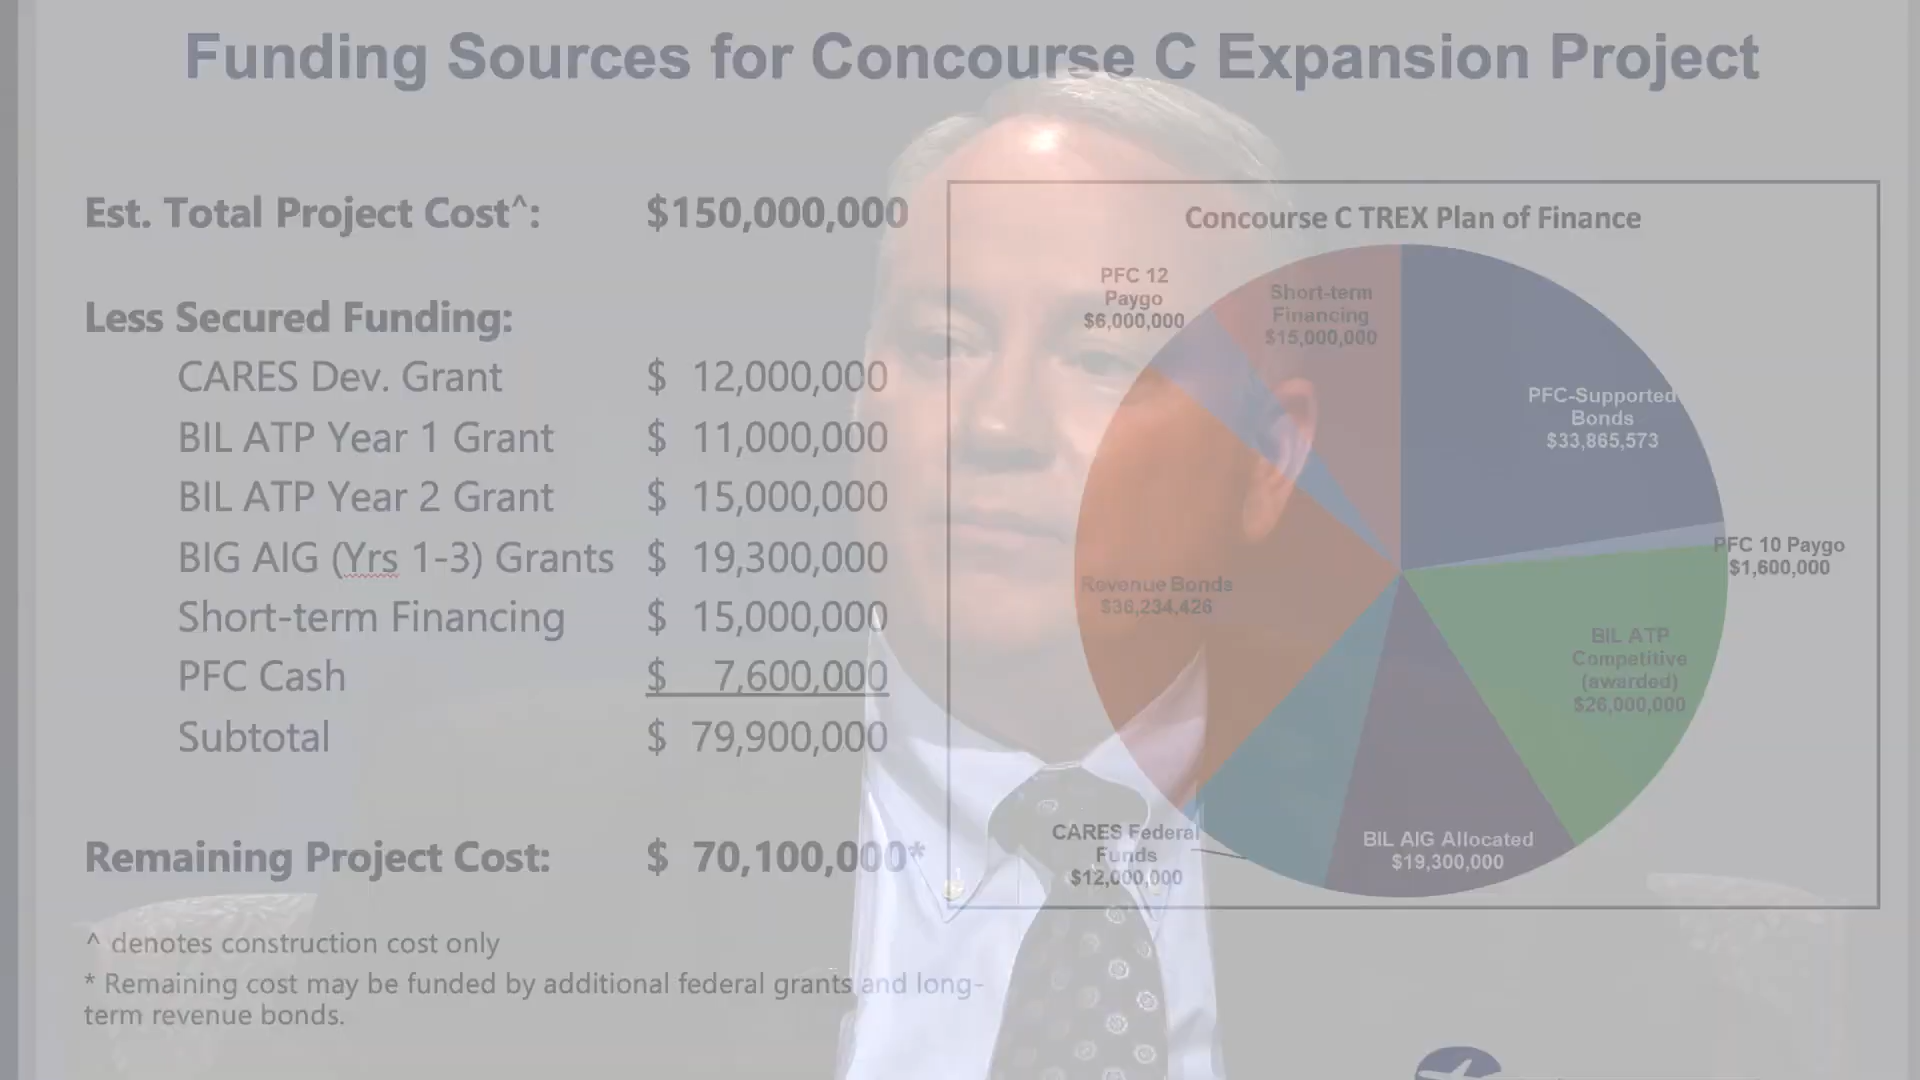 Funding Sources for Concourse C Expansion Project
Est. Total Project Cost^: $150,000,000
Less Secured Funding:
CARES Dev. Grant $ 12,000,000
BIL ATP Year 1 Grant $ 11,000,000
BIL ATP Year 2 Grant $ 15,000,000
BIG AIG (Yrs 1-3) Grants $ 19,300,000
Short-term Financing $ 15,000,000
PFC Cash $ 7,600,000
Subtotal $ 79,900,000
Remaining Project Cost: $ 70,100,000*
^ denotes construction cost only
* Remaining cost may be funded by additional federal grants and long-
term revenue bonds.
Concourse C TREX Plan of Finance
PFC 12
Paygo
$6,000,000
Short-term
Financing
$15,000,000
PFC-Supported
Bonds
$33,865,573
PFC 10 Paygo
$1,600,000
Revenue Bonds
$36,234,426
BIL ATP
Competitive
(awarded)
$26,000,000
CARES Federal
Funds
$12,000,000
BIL AIG Allocated
$19,300,000